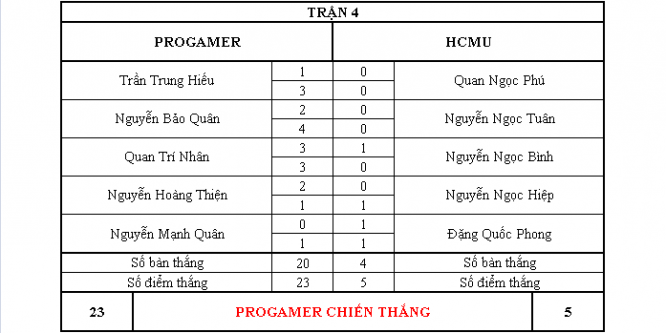 TRẬN 4
PROGAMER HCMU
Trần Trung Hiếu 1 0 Quan Ngọc Phú
3 0
Nguyễn Bảo Quân 2 0 Nguyễn Ngọc Tuân
4 0
Quan Trí Nhân 3 1 Nguyễn Ngọc Bình
3 0
Nguyễn Hoàng Thiện 2 0 Nguyễn Ngọc Hiệp
1 1
Nguyễn Mạnh Quân 0 1 Đặng Quốc Phong
1 1
Số bàn thắng 20 4 Số bàn thắng
Số điểm thắng 23 5 Số điểm thắng
23 PROGAMER CHIẾN THẮNG 5